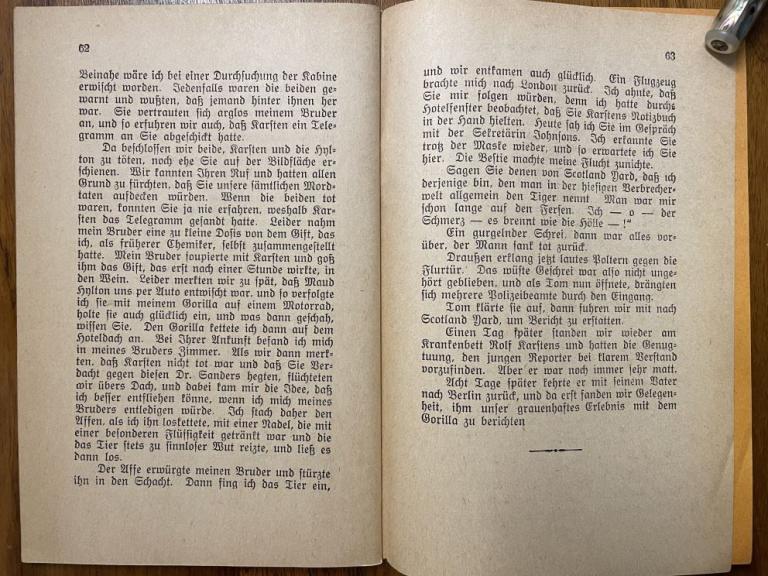 62
Beinahe wäre ich bei einer Durchsuchung der Kabine
erwischt worden. Jedenfalls waren die beiden ge-
warnt und wußten, daß jemand hinter ihnen her
war. Sie vertrauten sich arglos meinem Bruder
an, und so erfuhren wir auch, daß Karsten ein Tele-
gramm an Sie abgeschickt hatte.
Da beschlossen wir beide, Karsten und die Hyl-
ton zu töten, noch ehe Sie auf der Bildfläche er-
schienen. Wir kannten Ihren Ruf und hatten allen
Grund zu fürchten, daß Sie unsere sämtlichen Mord-
taten aufdecken würden. Wenn die beiden tot
waren, konnten Sie ja nie erfahren, weshalb Kar-
sten das Telegramm gesandt hatte. Leider nahm
mein Bruder eine zu kleine Dosis von dem Gift, das
ich, als früherer Chemiker, selbst zusammengestellt
hatte. Mein Bruder soupierte mit Karsten und goß
ihm das Gift, das erst nach einer Stunde wirkte, in
den Wein. Leider merkten wir zu spät, daß Maud
Hylton uns per Auto entwischt war, und so verfolgte
ich sie mit meinem Gorilla auf einem Motorrad,
holte sie auch glücklich ein, und was dann geschah,
wissen Sie. Den Gorilla kettete ich dann auf dem
Hoteldach an. Bei Ihrer Ankunft befand ich mich
in meines Bruders Zimmer. Als wir dann merk-
ten, daß Karsten nicht tot war und daß Sie Ver-
dacht gegen diesen Dr. Sanders hegten, flüchteten
wir übers Dach, und dabei kam mir die Idee, daß
ich besser entfliehen könne, wenn ich mich meines
Bruders entledigen würde. Ich stach daher den
Affen, als ich ihn loskettete, mit einer Nadel, die mit
einer besonderen Flüssigkeit getränkt war und die
das Tier stets zu sinnloser Wut reizte, und ließ es
dann los.
Der Affe erwürgte meinen Bruder und stürzte
ihn in den Schacht. Dann fing ich das Tier ein,
63
und wir entkamen auch glücklich. Ein Flugzeug
brachte mich nach London zurück. Ich ahnte, daß
Sie mir folgen würden, denn ich hatte durchs
Hotelfenster beobachtet, daß Sie Karstens Notizbuch
in der Hand hielten. Heute sah ich Sie im Gespräch
mit der Sekretärin Johnsons. Ich erkannte Sie
trotz der Maske wieder, und so erwartete ich Sie
hier. Die Bestie machte meine Flucht zunichte.
Sagen Sie denen von Scotland Yard, daß ich
derjenige bin, den man in der hiesigen Verbrecher-
welt allgemein den Tiger nennt. Man war mir
schon lange auf den Fersen. Ich — o — der
Schmerz — es brennt wie die Hölle — !“
Ein gurgelnder Schrei, dann war alles vor-
über, der Mann sank tot zurück.
Draußen erklang jetzt lautes Poltern gegen die
Flurtür. Das wüste Geschrei war also nicht unge-
hört geblieben, und als Tom nun öffnete, drängten
sich mehrere Polizeibeamte durch den Eingang.
Tom klärte sie auf, dann fuhren wir mit nach
Scotland Yard, um Bericht zu erstatten.
Einen Tag später standen wir wieder am
Krankenbett Rolf Karstens und hatten die Genug-
tuung, den jungen Reporter bei klarem Verstand
vorzufinden. Aber er war noch immer sehr matt.
Acht Tage später kehrte er mit seinem Vater
nach Berlin zurück, und da erst fanden wir Gelegen-
heit, ihm unser grauenhaftes Erlebnis mit dem
Gorilla zu berichten